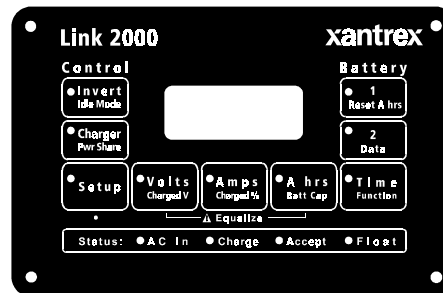 Link 2000 xantrex
Control Battery
Invert
Idle Mode
1
Reset A hrs
Charger
Pwr Share
2
Data
Setup
Volts
Charged V
Amps
Charged %
A hrs
Batt Cap
Time
Function
⚠ Equalize
Status: AC In Charge Accept Float